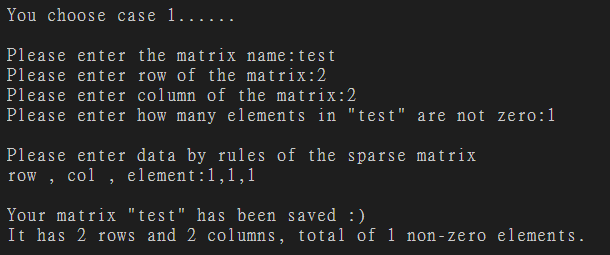 You choose case 1......
Please enter the matrix name:test
Please enter row of the matrix:2
Please enter column of the matrix:2
Please enter how many elements in "test" are not zero:1
Please enter data by rules of the sparse matrix
row , col , element:1,1,1
Your matrix "test" has been saved :)
It has 2 rows and 2 columns, total of 1 non-zero elements.